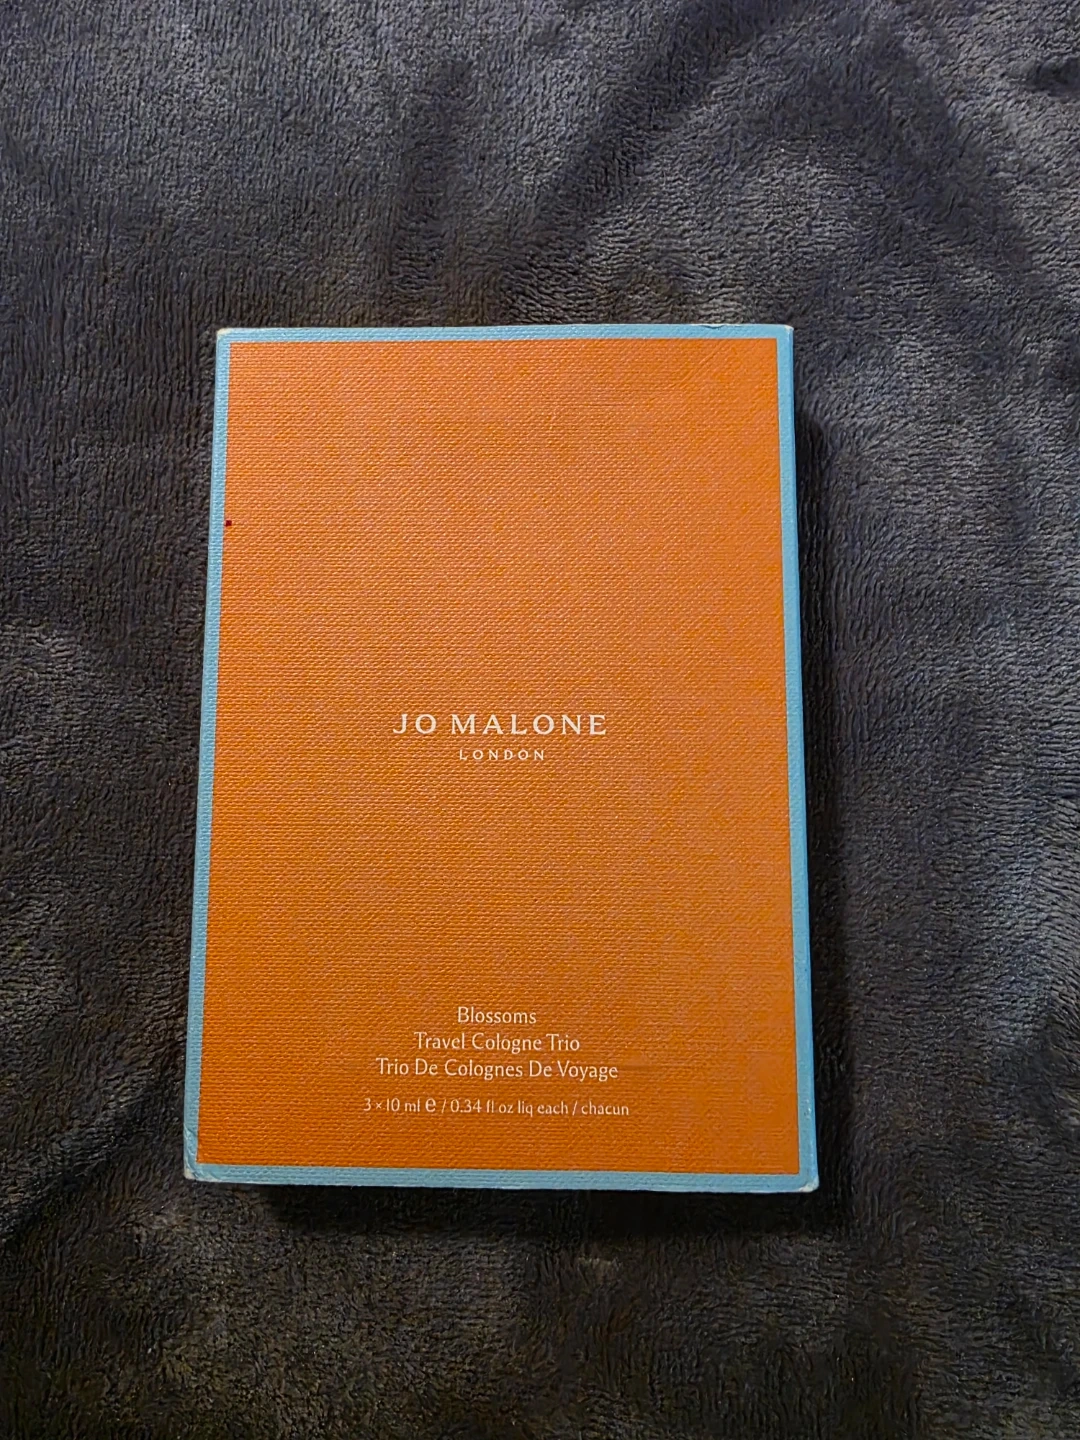 JO MALONE
LONDON
Blossoms
Travel Cologne Trio
Trio De Colognes De Voyage
3 × 10 ml ℮ / 0.34 fl oz liq each / chacun